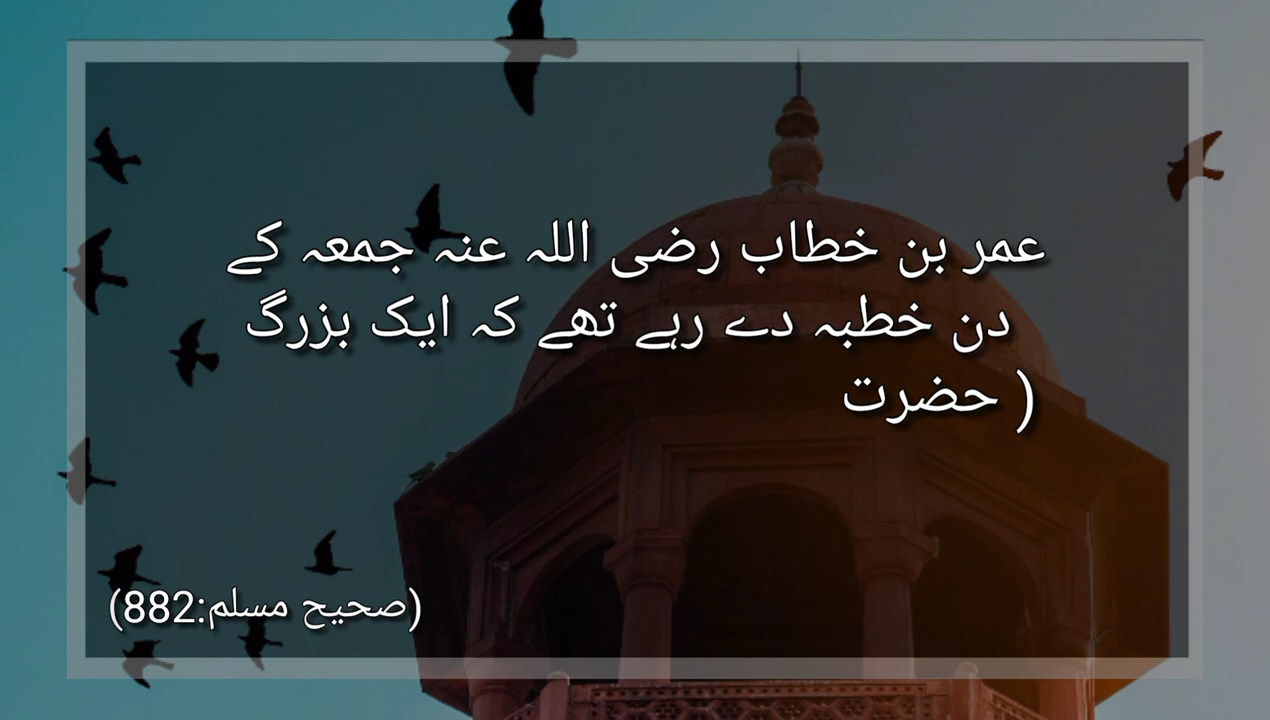 عمر بن خطاب رضی اللہ عنہ جمعہ کے
دن خطبہ دے رہے تھے کہ ایک بزرگ
( حضرت
(صحیح مسلم:882)